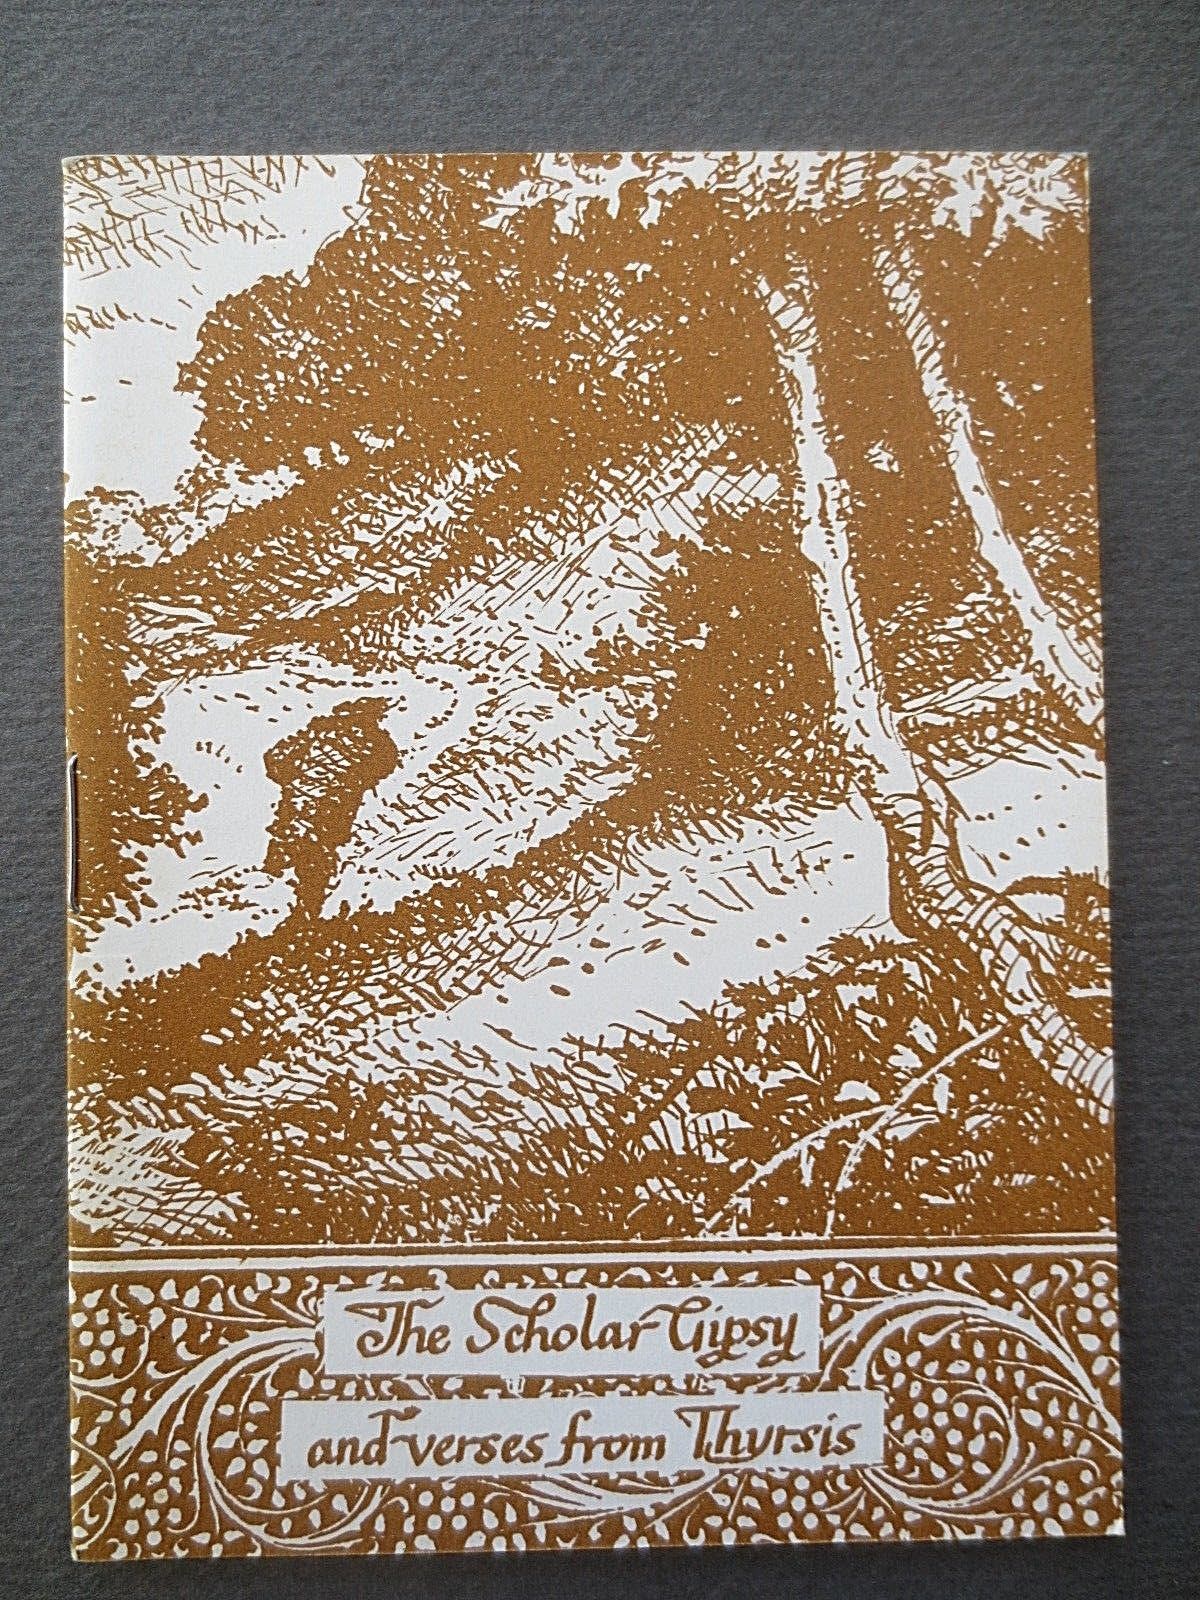 The Scholar Gipsy
and verses from Thyrsis